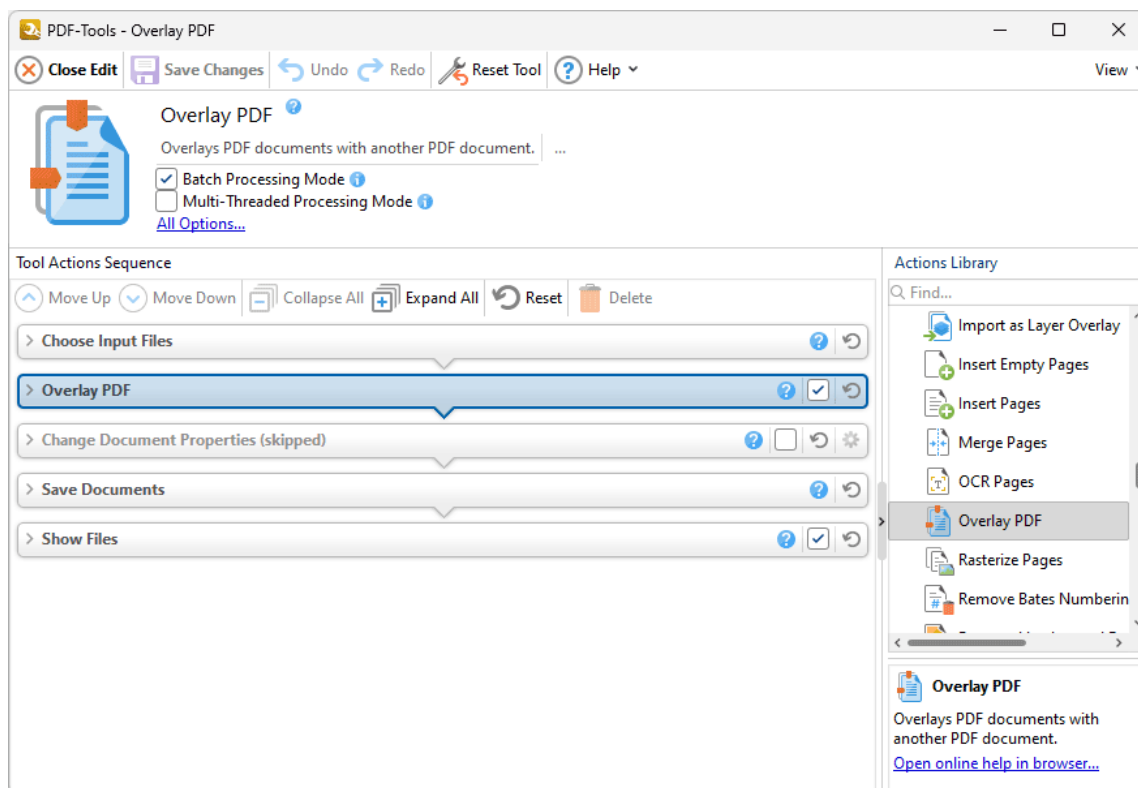 PDF-Tools - Overlay PDF
Close Edit Save Changes Undo Redo Reset Tool ? Help View
Overlay PDF ?
Overlays PDF documents with another PDF document. ...
Batch Processing Mode i
Multi-Threaded Processing Mode i
All Options...
Tool Actions Sequence
Move Up Move Down Collapse All Expand All Reset Delete
Choose Input Files ?
Overlay PDF ?
Change Document Properties (skipped) ?
Save Documents ?
Show Files ?
Actions Library
Find...
Import as Layer Overlay
Insert Empty Pages
Insert Pages
Merge Pages
OCR Pages
Overlay PDF
Rasterize Pages
Remove Bates Numberin
Overlay PDF
Overlays PDF documents with
another PDF document.
Open online help in browser...